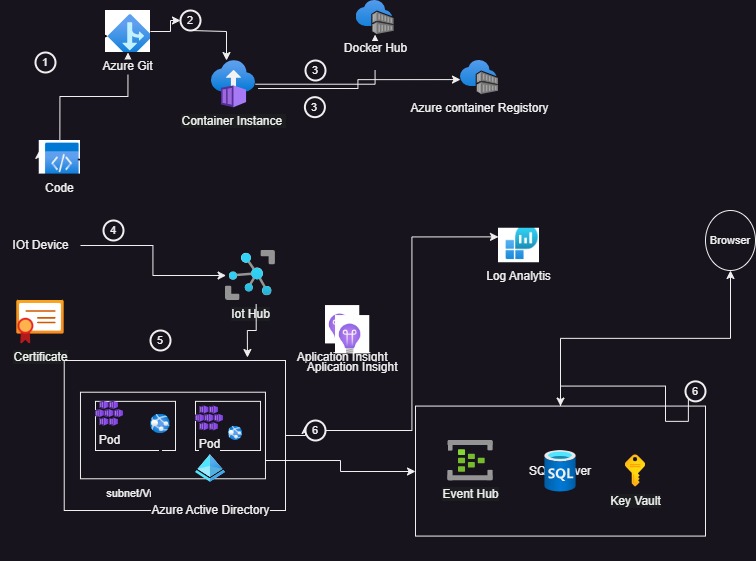 2
Docker Hub
1
Azure Git
3
Container Instance
3
Azure container Registory
Code
4
IOt Device
Browser
Log Analytis
Iot Hub
5
Certificate
Aplication Insight
Aplication Insight
6
6
Pod
Pod
SQL
Event Hub
Key Vault
subnet/V
Azure Active Directory